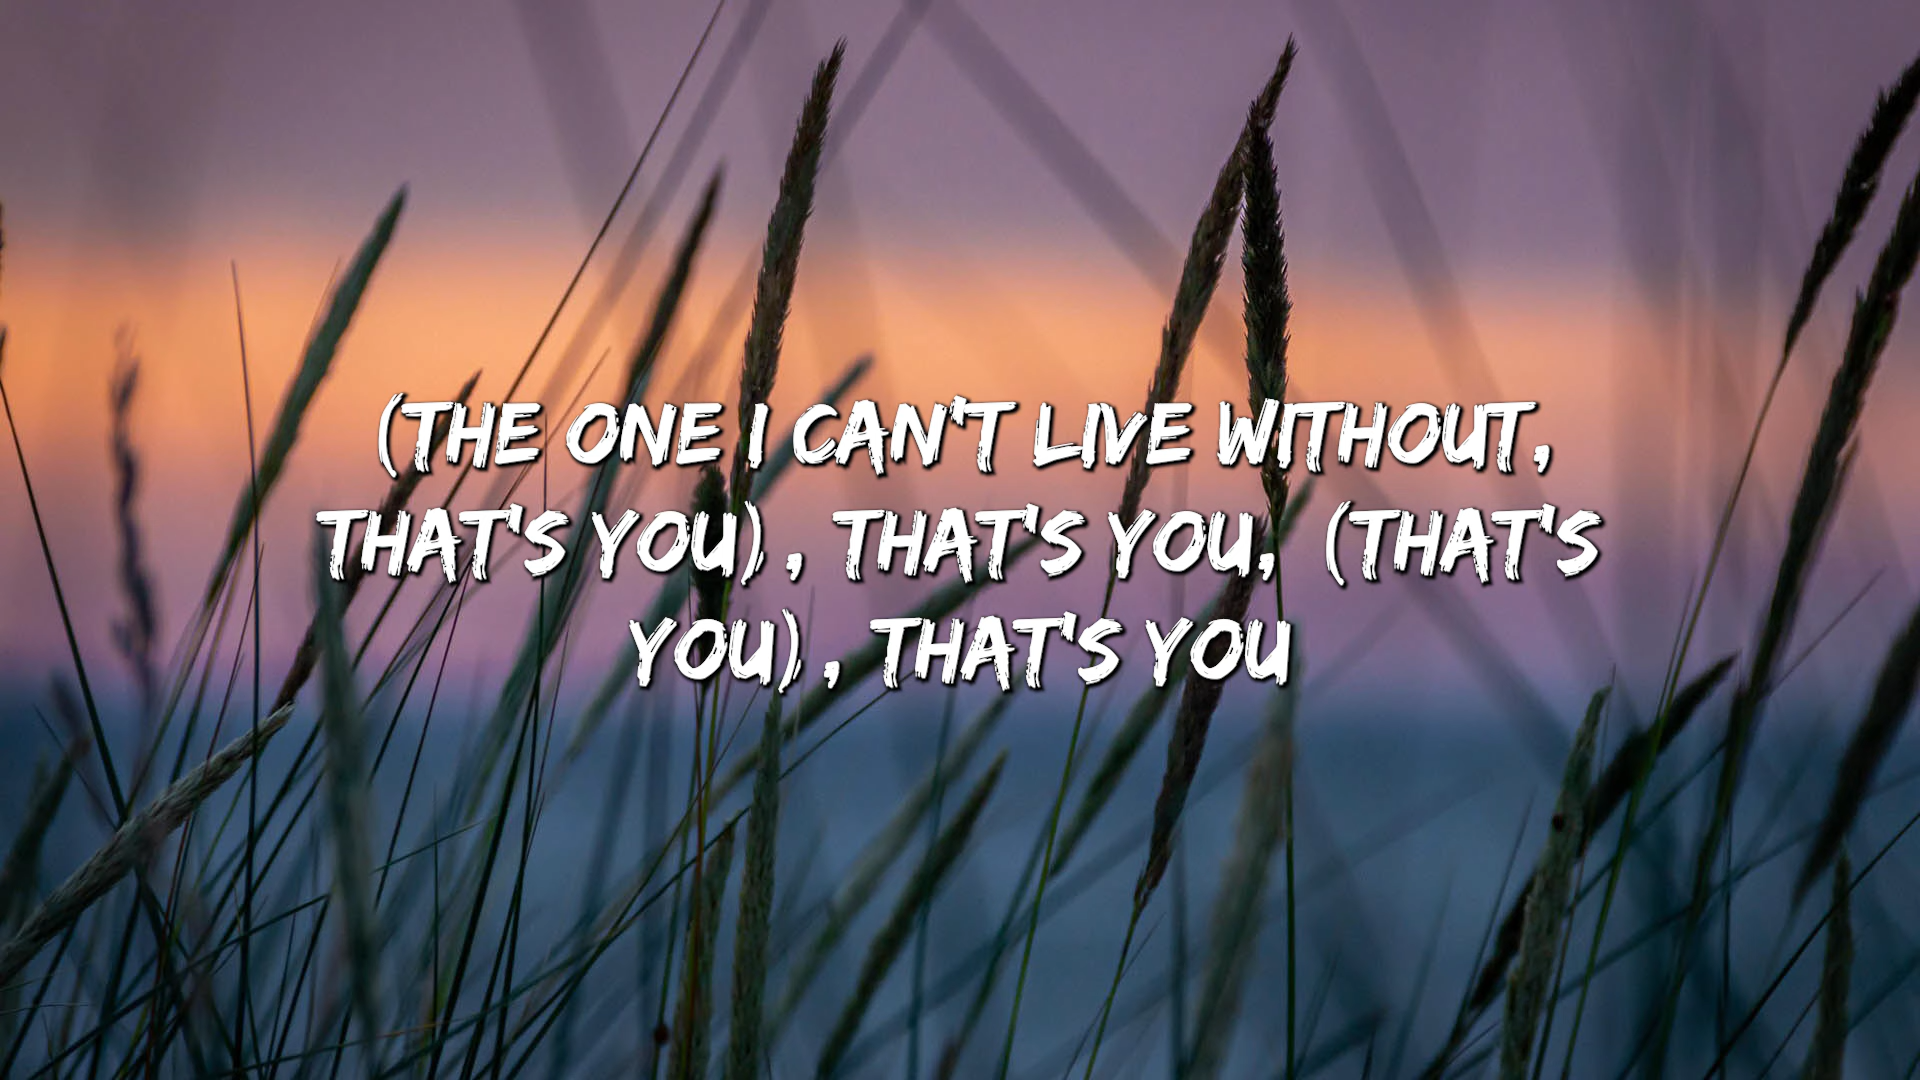 (THE ONE I CAN'T LIVE WITHOUT,
THAT'S YOU), THAT'S YOU, (THAT'S
YOU), THAT'S YOU